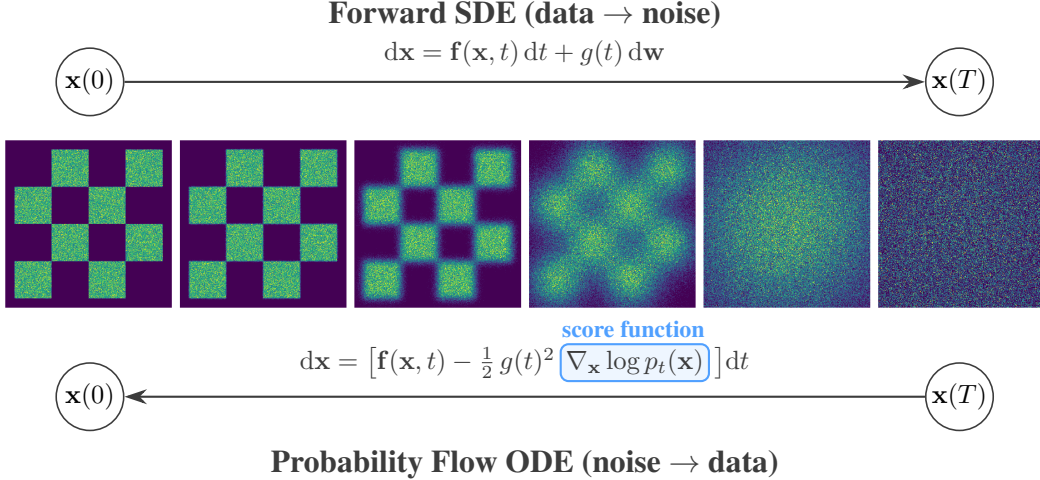 Forward SDE (data → noise)
dx = f(x, t) dt + g(t) dw
x(0)
x(T)
score function
dx = [f(x, t) − ½ g(t)² ∇ₓ log pₜ(x) ]dt
x(0)
x(T)
Probability Flow ODE (noise → data)